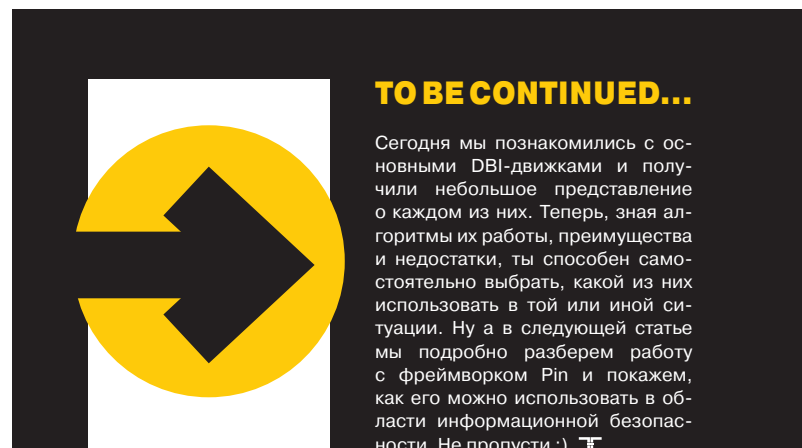 TO BE CONTINUED...
Сегодня мы познакомились с ос-
новными DBI-движками и полу-
чили небольшое представление
о каждом из них. Теперь, зная ал-
горитмы их работы, преимущества
и недостатки, ты способен само-
стоятельно выбрать, какой из них
использовать в той или иной си-
туации. Ну а в следующей статье
мы подробно разберем работу
с фреймворком Pin и покажем,
как его можно использовать в об-
ласти информационной безопас-
ности. Не пропусти :)